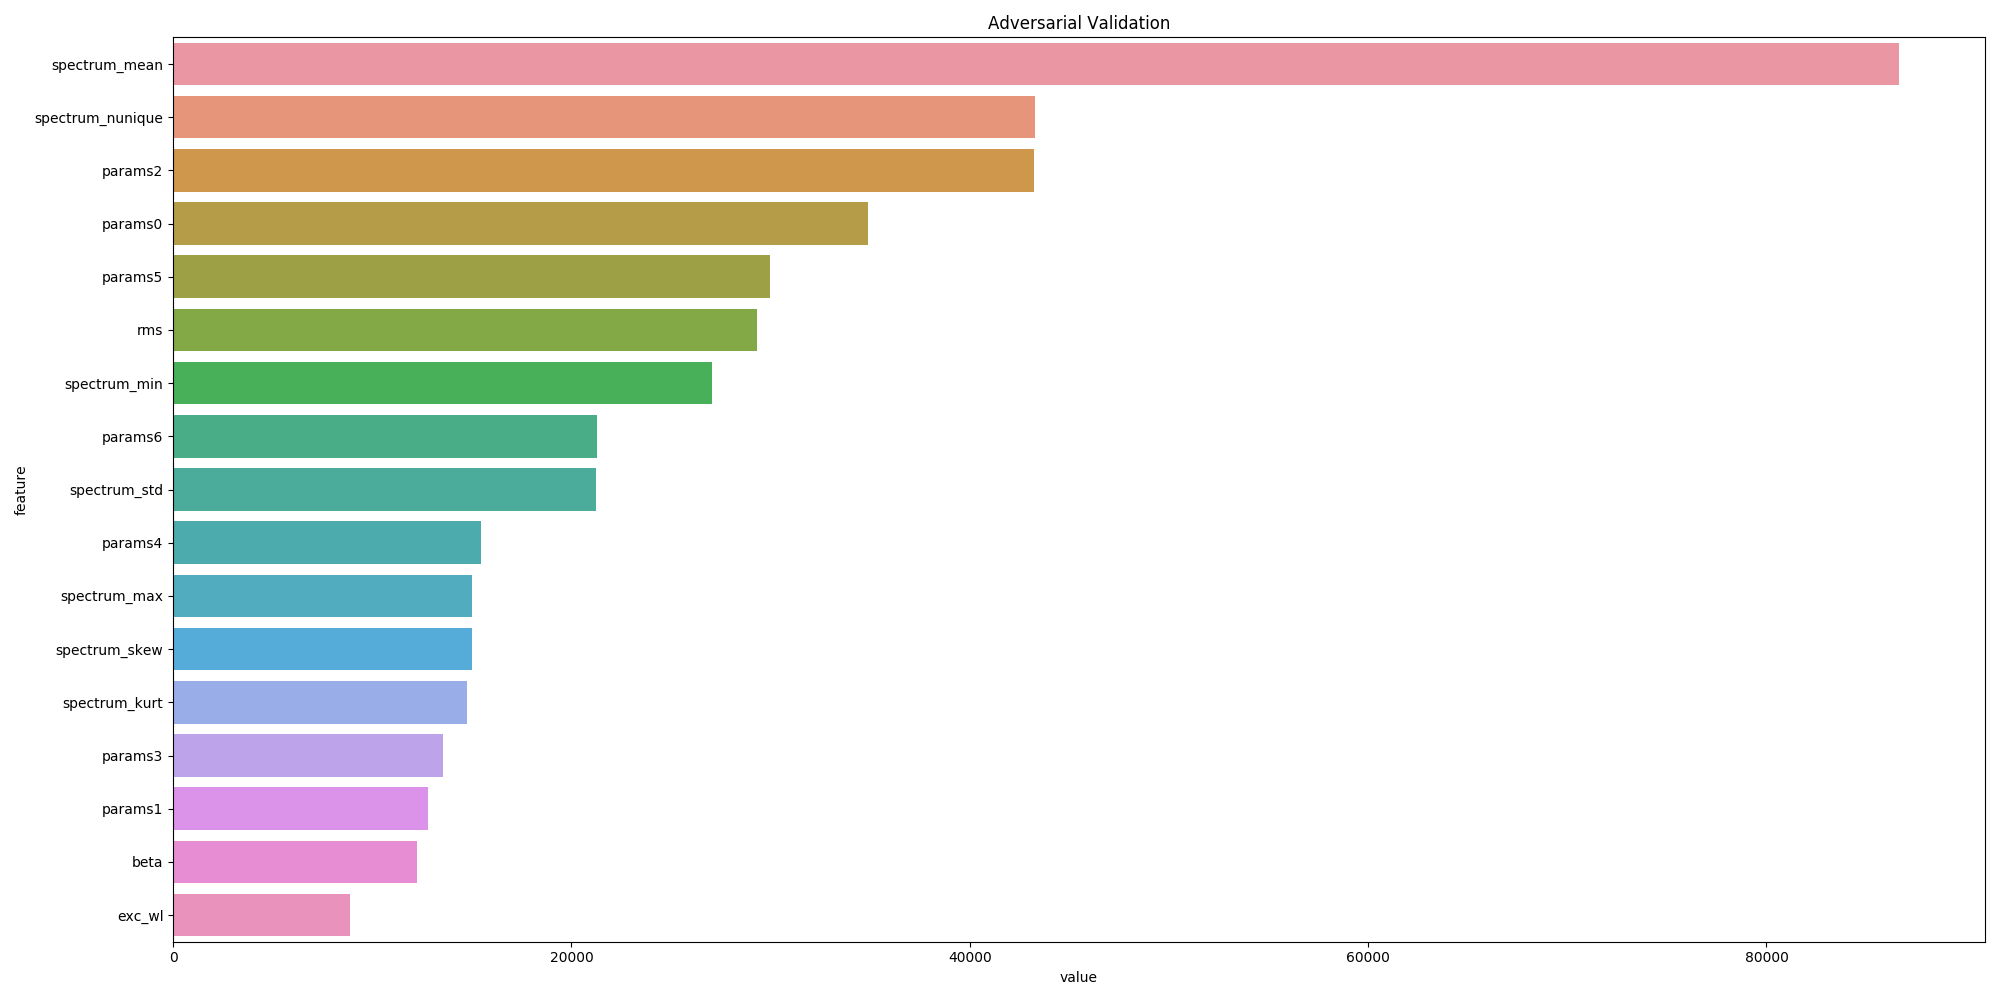 Adversarial Validation
spectrum_mean
spectrum_nunique
params2
params0
params5
rms
spectrum_min
params6
spectrum_std
params4
spectrum_max
spectrum_skew
spectrum_kurt
params3
params1
beta
exc_wl
feature
0 20000 40000 60000 80000
value